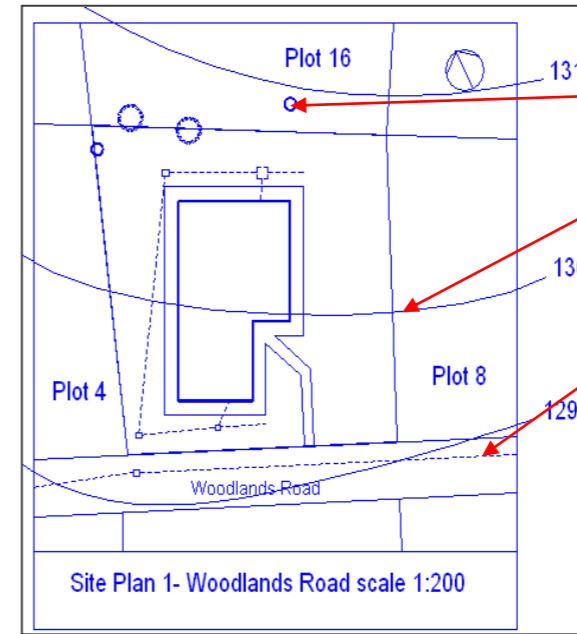 Plot 16
131
130
Plot 4
Plot 8
129
Woodlands Road
Site Plan 1- Woodlands Road scale 1:200